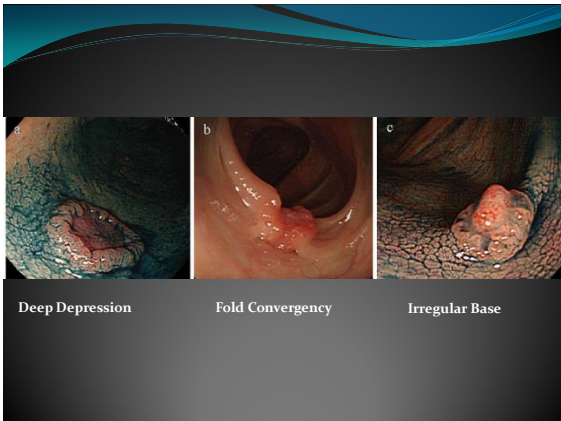 a
b
c
Deep Depression
Fold Convergency
Irregular Base